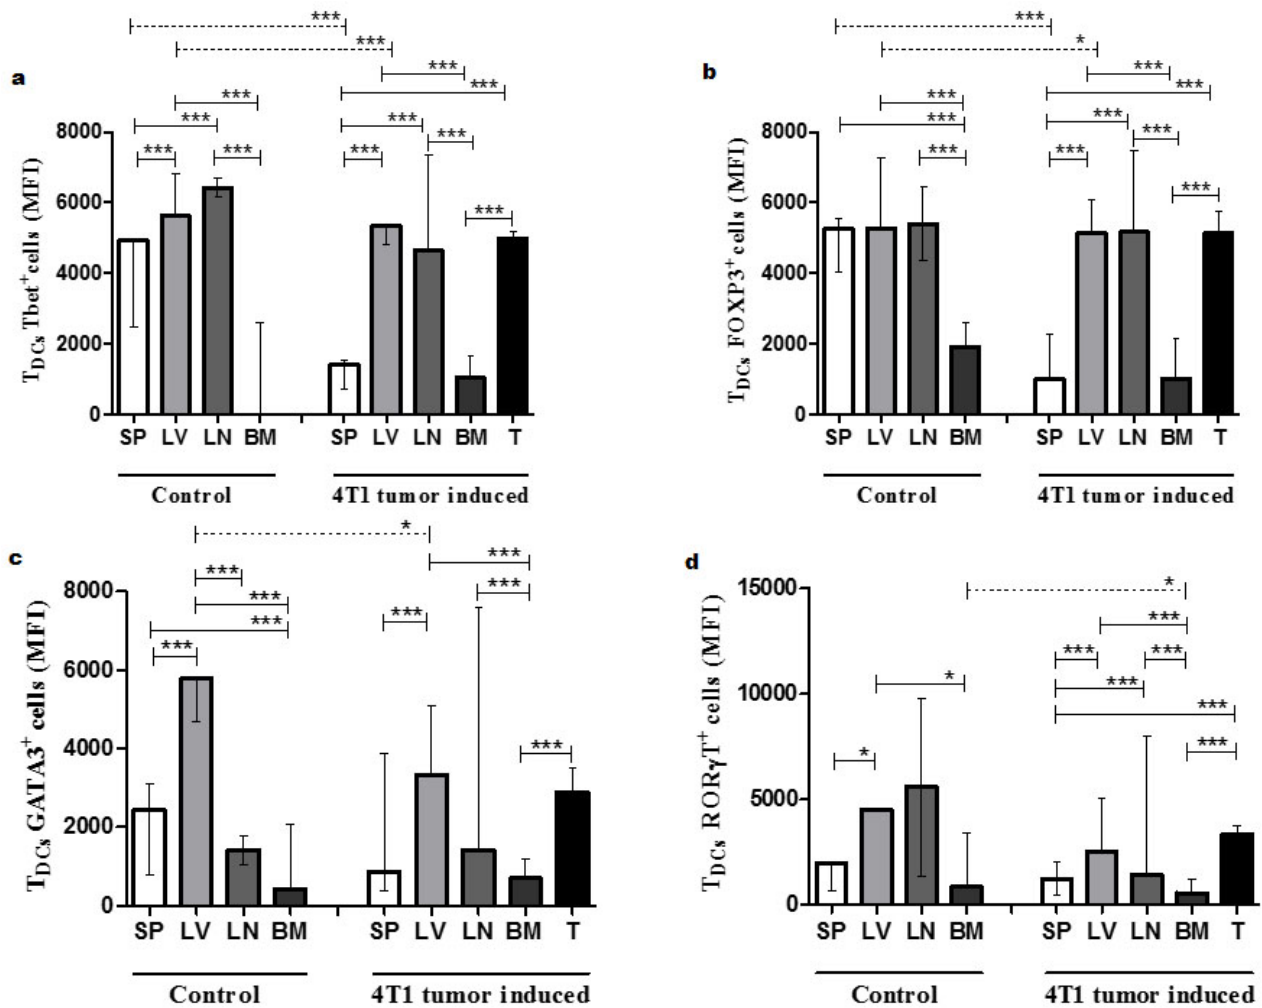 *** ***
*** *
a
b
*** ***
*** ***
*** ***
*** *** *** ***
*** *** *** ***
*** *** *** *** ***
*** ***
T_DCs Tbet⁺cells (MFI)
8000
6000
4000
2000
0
SP LV LN BM SP LV LN BM T
Control 4T1 tumor induced
T_DCs FOXP3⁺ cells (MFI)
8000
6000
4000
2000
0
SP LV LN BM SP LV LN BM T
Control 4T1 tumor induced
c
*
***
*** ***
***
*** ***
***
***
T_DCs GATA3⁺ cells (MFI)
8000
6000
4000
2000
0
SP LV LN BM SP LV LN BM T
Control 4T1 tumor induced
d
*
***
*** ***
* ***
***
* ***
T_DCs RORγT⁺ cells (MFI)
15000
10000
5000
0
SP LV LN BM SP LV LN BM T
Control 4T1 tumor induced